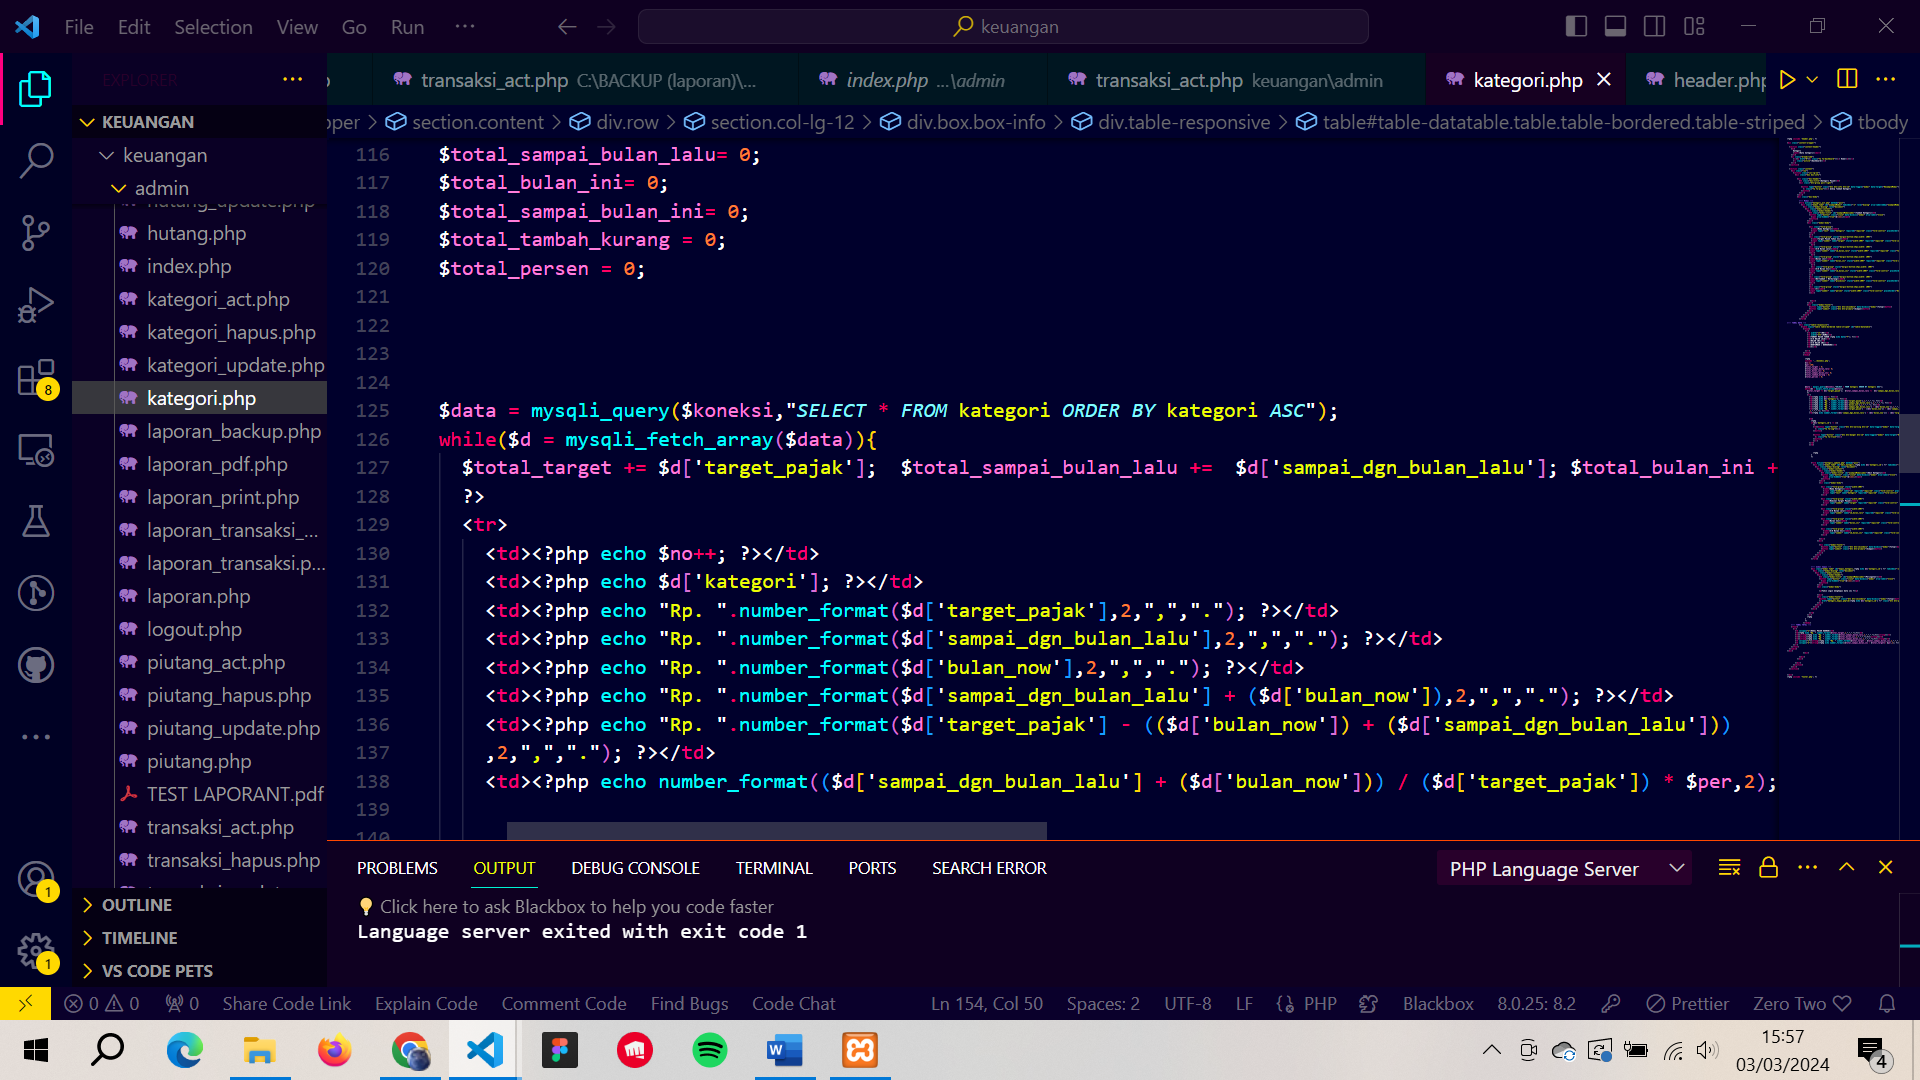 File Edit Selection View Go Run ···
keuangan
EXPLORER ···
transaksi_act.php C:\BACKUP (laporan)\...
index.php ...\admin
transaksi_act.php keuangan\admin
kategori.php
header.php
KEUANGAN
keuangan
admin
hutang_update.php
hutang.php
index.php
kategori_act.php
kategori_hapus.php
kategori_update.php
kategori.php
laporan_backup.php
laporan_pdf.php
laporan_print.php
laporan_transaksi_...
laporan_transaksi.p...
laporan.php
logout.php
piutang_act.php
piutang_hapus.php
piutang_update.php
piutang.php
TEST LAPORANT.pdf
transaksi_act.php
transaksi_hapus.php
OUTLINE
TIMELINE
VS CODE PETS
8
1
1
pper > section.content > div.row > section.col-lg-12 > div.box.box-info > div.table-responsive > table#table-datatable.table.table-bordered.table-striped > tbody
116 $total_sampai_bulan_lalu= 0;
117 $total_bulan_ini= 0;
118 $total_sampai_bulan_ini= 0;
119 $total_tambah_kurang = 0;
120 $total_persen = 0;
121
122
123
124
125 $data = mysqli_query($koneksi,"SELECT * FROM kategori ORDER BY kategori ASC");
126 while($d = mysqli_fetch_array($data)){
127 $total_target += $d['target_pajak']; $total_sampai_bulan_lalu += $d['sampai_dgn_bulan_lalu']; $total_bulan_ini +
128 ?>
129 <tr>
130 <td><?php echo $no++; ?></td>
131 <td><?php echo $d['kategori']; ?></td>
132 <td><?php echo "Rp. ".number_format($d['target_pajak'],2,",","."); ?></td>
133 <td><?php echo "Rp. ".number_format($d['sampai_dgn_bulan_lalu'],2,",","."); ?></td>
134 <td><?php echo "Rp. ".number_format($d['bulan_now'],2,",","."); ?></td>
135 <td><?php echo "Rp. ".number_format($d['sampai_dgn_bulan_lalu'] + ($d['bulan_now']),2,",","."); ?></td>
136 <td><?php echo "Rp. ".number_format($d['target_pajak'] - (($d['bulan_now']) + ($d['sampai_dgn_bulan_lalu']))
137 ,2,",","."); ?></td>
138 <td><?php echo number_format(($d['sampai_dgn_bulan_lalu'] + ($d['bulan_now'])) / ($d['target_pajak']) * $per,2);
139
140
PROBLEMS OUTPUT DEBUG CONSOLE TERMINAL PORTS SEARCH ERROR
PHP Language Server
Click here to ask Blackbox to help you code faster
Language server exited with exit code 1
0 0 0 Share Code Link Explain Code Comment Code Find Bugs Code Chat
Ln 154, Col 50 Spaces: 2 UTF-8 LF PHP Blackbox 8.0.25: 8.2 Prettier Zero Two
15:57
03/03/2024
4